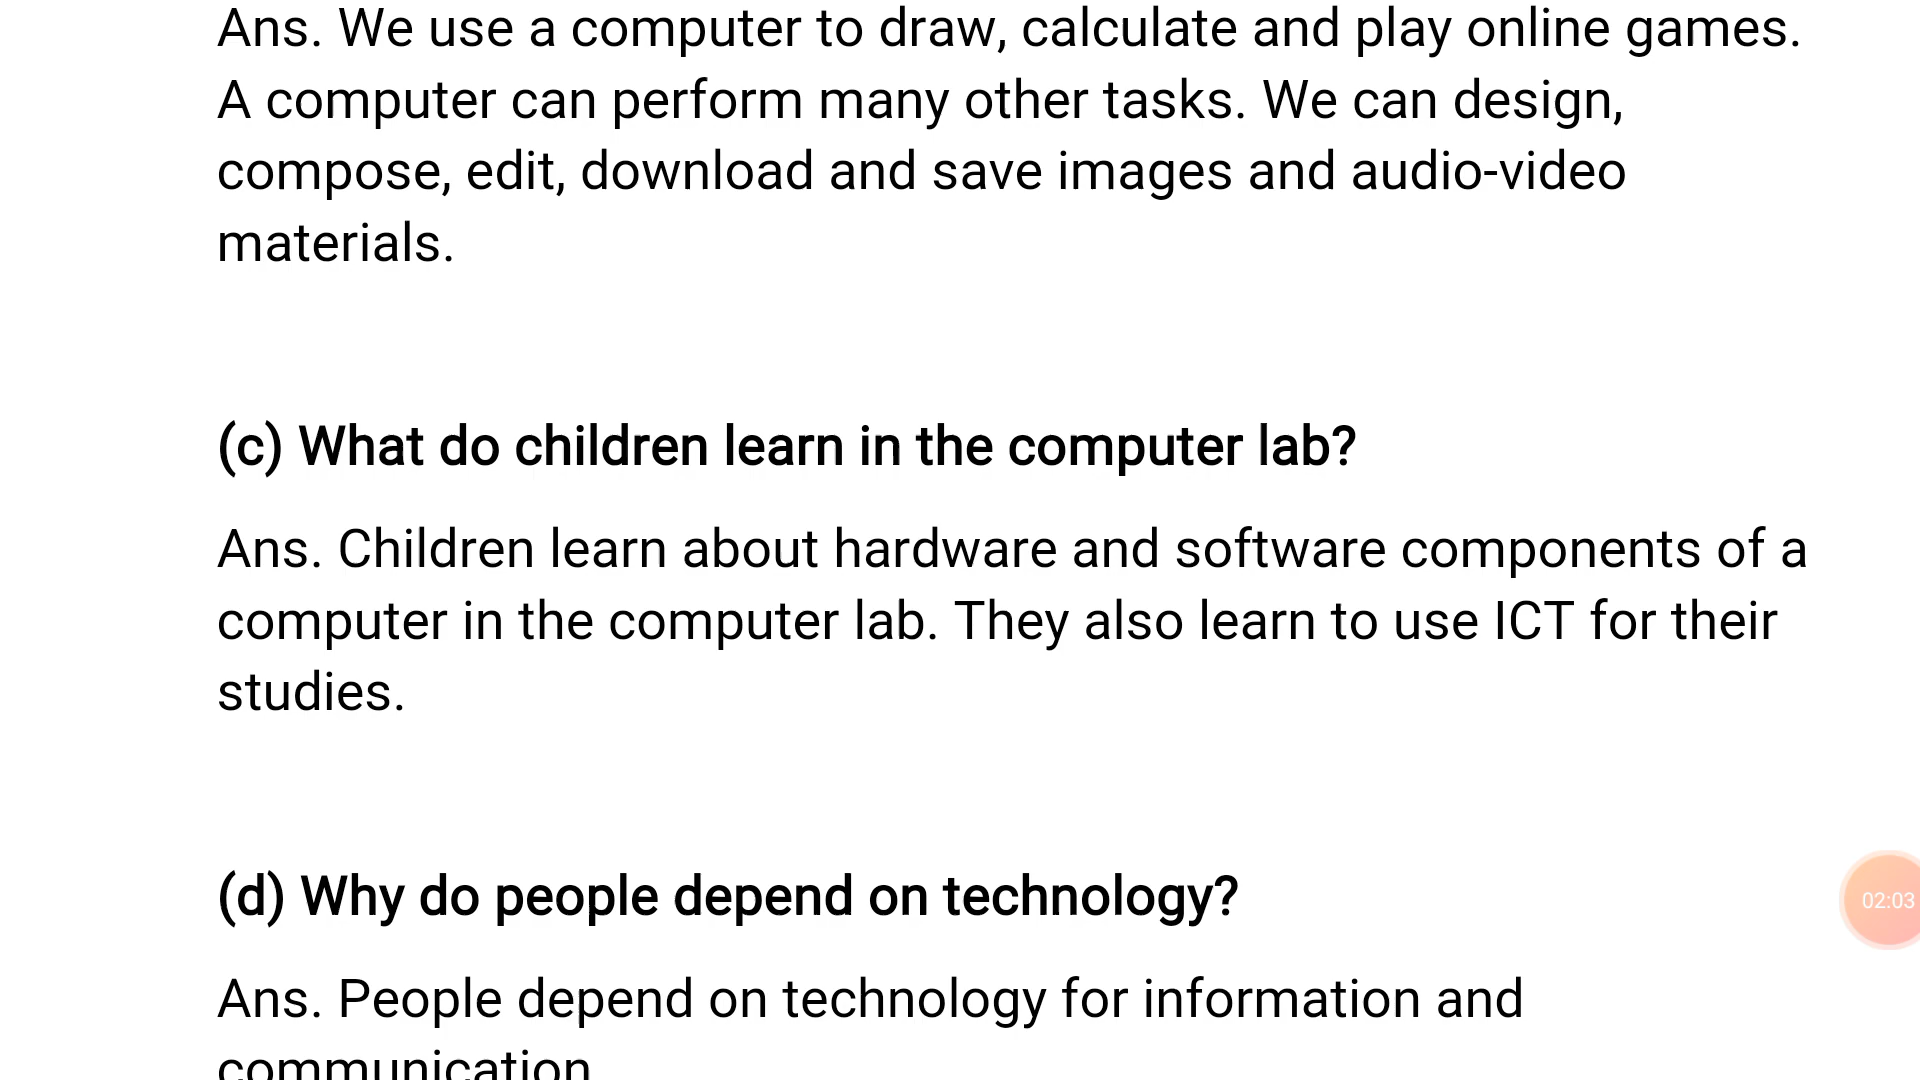 Ans. We use a computer to draw, calculate and play online games.
A computer can perform many other tasks. We can design,
compose, edit, download and save images and audio-video
materials.
(c) What do children learn in the computer lab?
Ans. Children learn about hardware and software components of a
computer in the computer lab. They also learn to use ICT for their
studies.
(d) Why do people depend on technology?
02:03
Ans. People depend on technology for information and
communication